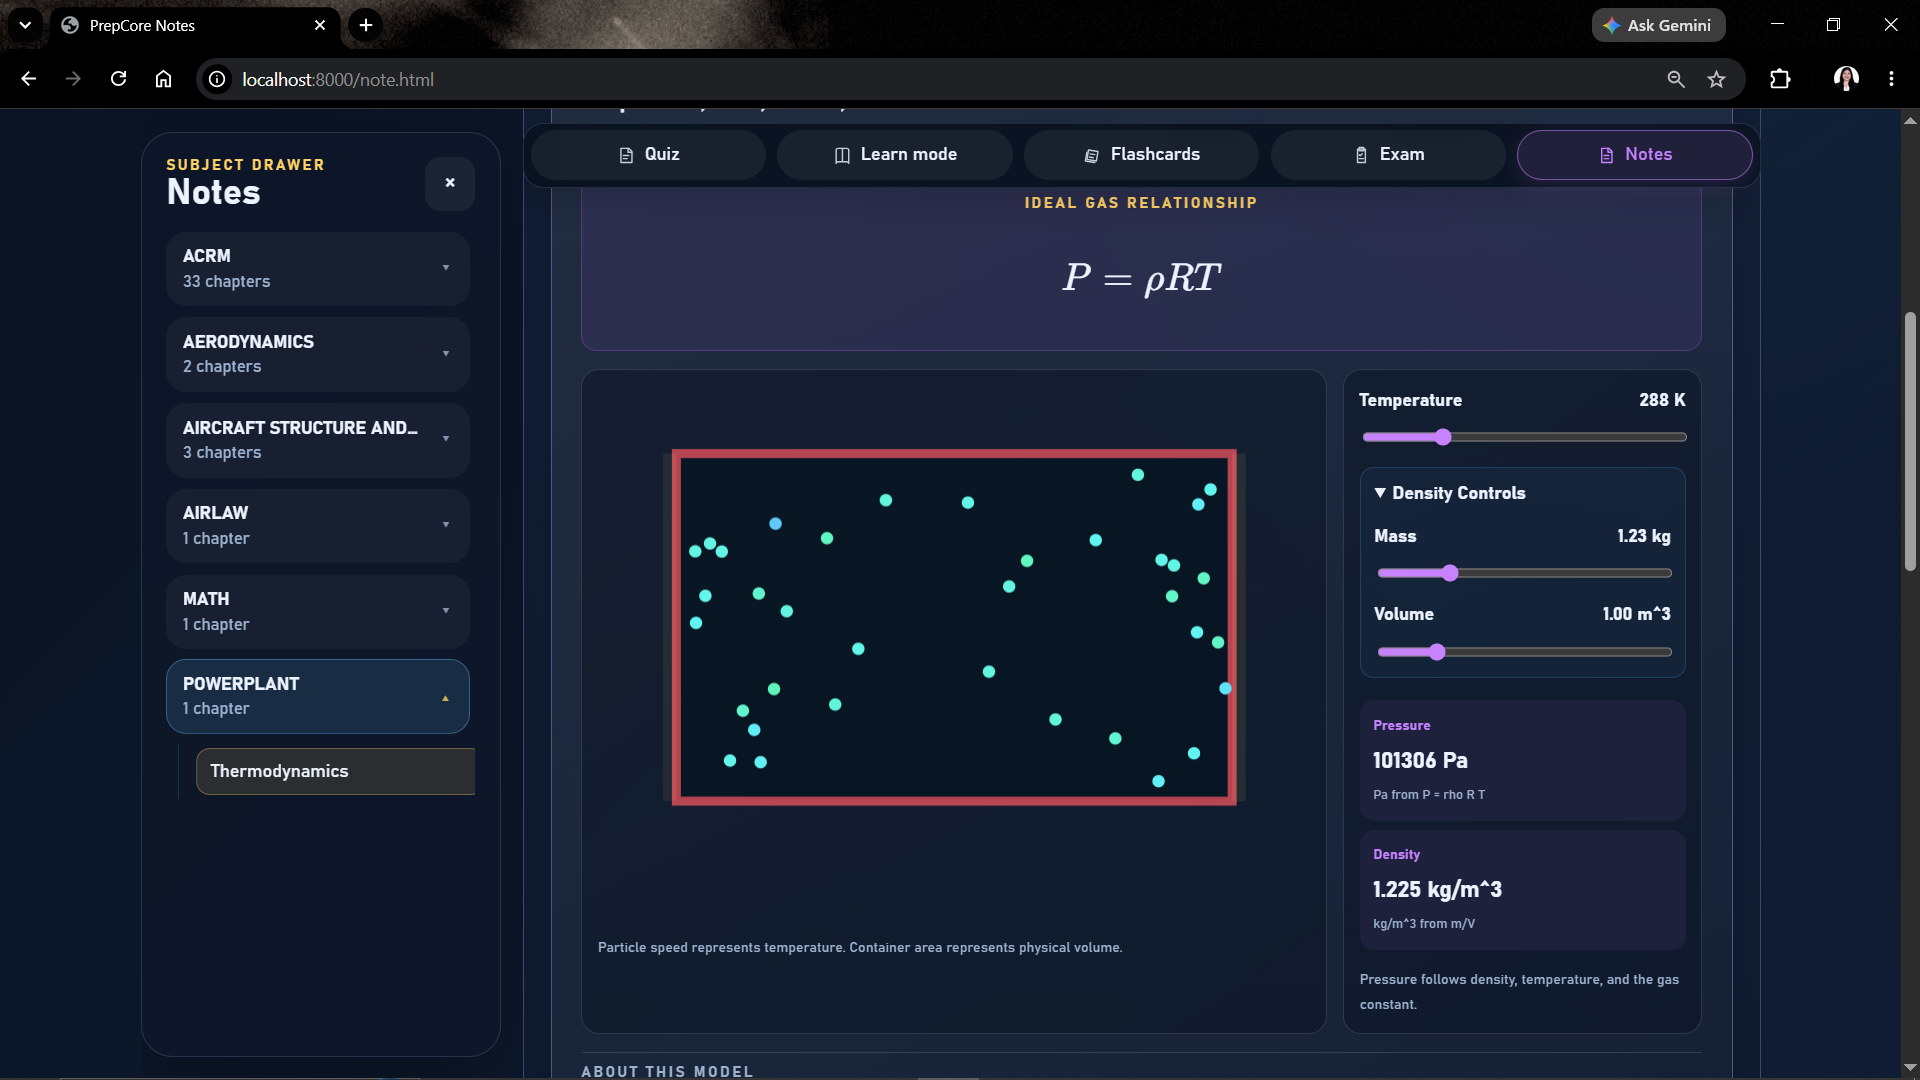 PrepCore Notes
Ask Gemini
localhost:8000/note.html
SUBJECT DRAWER
Notes
ACRM
33 chapters
AERODYNAMICS
2 chapters
AIRCRAFT STRUCTURE AND...
3 chapters
AIRLAW
1 chapter
MATH
1 chapter
POWERPLANT
1 chapter
Thermodynamics
Quiz
Learn mode
Flashcards
Exam
Notes
IDEAL GAS RELATIONSHIP
P = ρRT
Particle speed represents temperature. Container area represents physical volume.
Temperature 288 K
▼ Density Controls
Mass 1.23 kg
Volume 1.00 m^3
Pressure
101306 Pa
Pa from P = rho R T
Density
1.225 kg/m^3
kg/m^3 from m/V
Pressure follows density, temperature, and the gas
constant.
ABOUT THIS MODEL